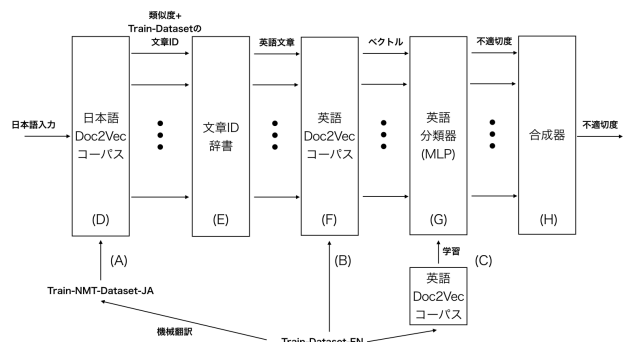 類似度+
Train-Datasetの
文章ID
英語文章
ベクトル
不適切度
日本語入力
日本語
Doc2Vec
コーパス
文章ID
辞書
英語
Doc2Vec
コーパス
英語
分類器
(MLP)
合成器
不適切度
(D)
(E)
(F)
(G)
(H)
(A)
(B)
学習
(C)
英語
Doc2Vec
コーパス
Train-NMT-Dataset-JA
機械翻訳
Train-Dataset-EN